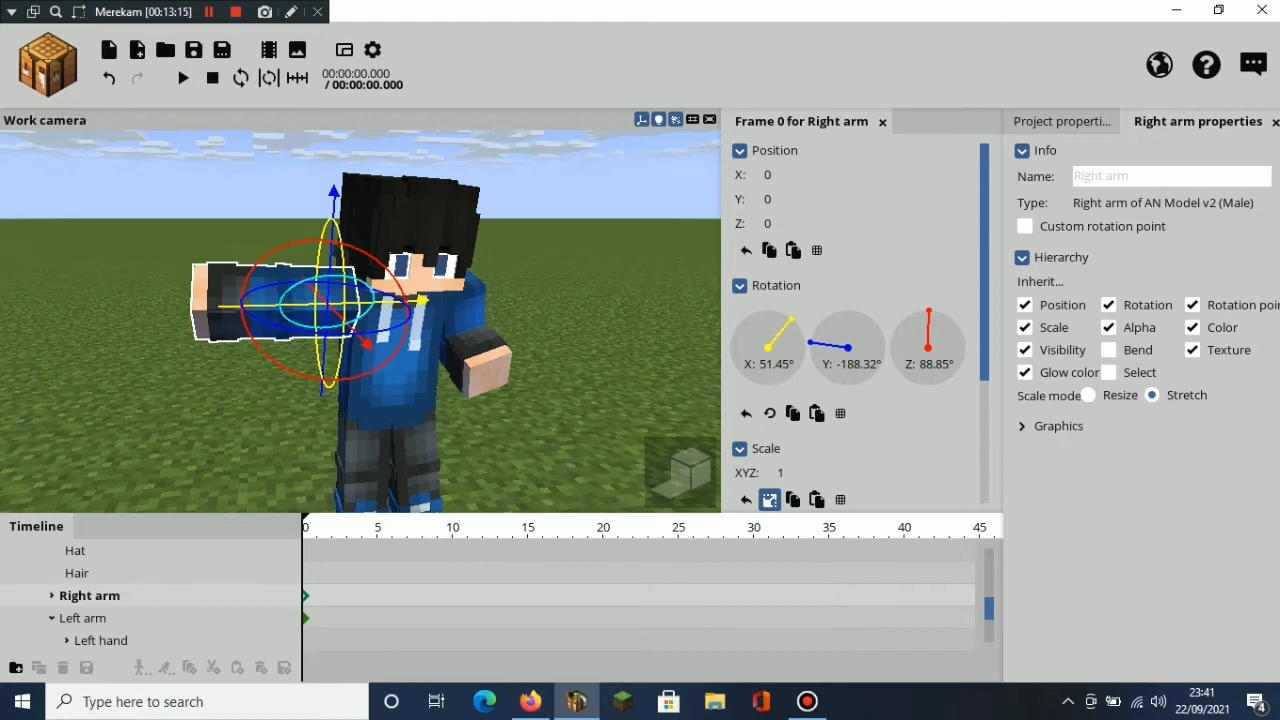 Merekam [00:13:15]
00:00:00.000
/ 00:00:00.000
Work camera
Frame 0 for Right arm
Position
X: 0
Y: 0
Z: 0
Rotation
X: 51.45°
Y: -188.32°
Z: 88.85°
Scale
XYZ: 1
Project properti...
Right arm properties
Info
Name: Right arm
Type: Right arm of AN Model v2 (Male)
Custom rotation point
Hierarchy
Inherit...
Position Rotation Rotation poin
Scale Alpha Color
Visibility Bend Texture
Glow color Select
Scale mode Resize Stretch
Graphics
Timeline
0 5 10 15 20 25 30 35 40 45
Hat
Hair
Right arm
Left arm
Left hand
Type here to search
23:41
22/09/2021
4